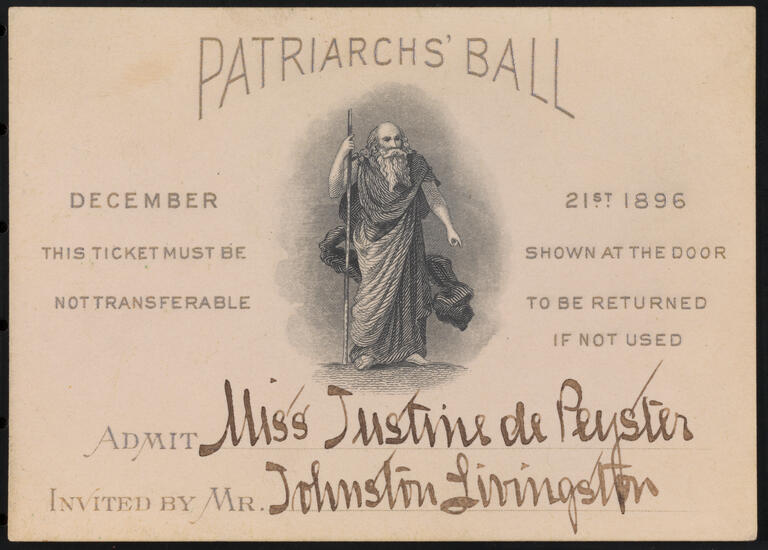 PATRIARCHS' BALL
DECEMBER 21ST 1896
THIS TICKET MUST BE SHOWN AT THE DOOR
NOT TRANSFERABLE TO BE RETURNED
IF NOT USED
ADMIT Miss Justine de Peyster
INVITED BY MR. Johnston Livingston